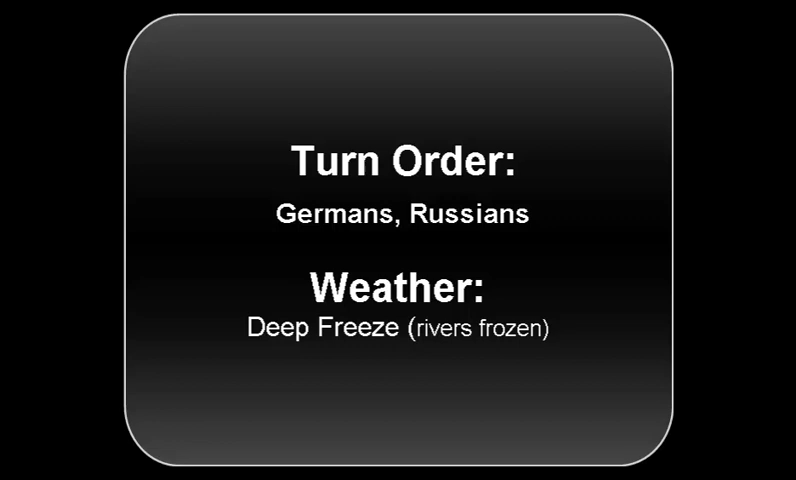 Turn Order:
Germans, Russians
Weather:
Deep Freeze (rivers frozen)